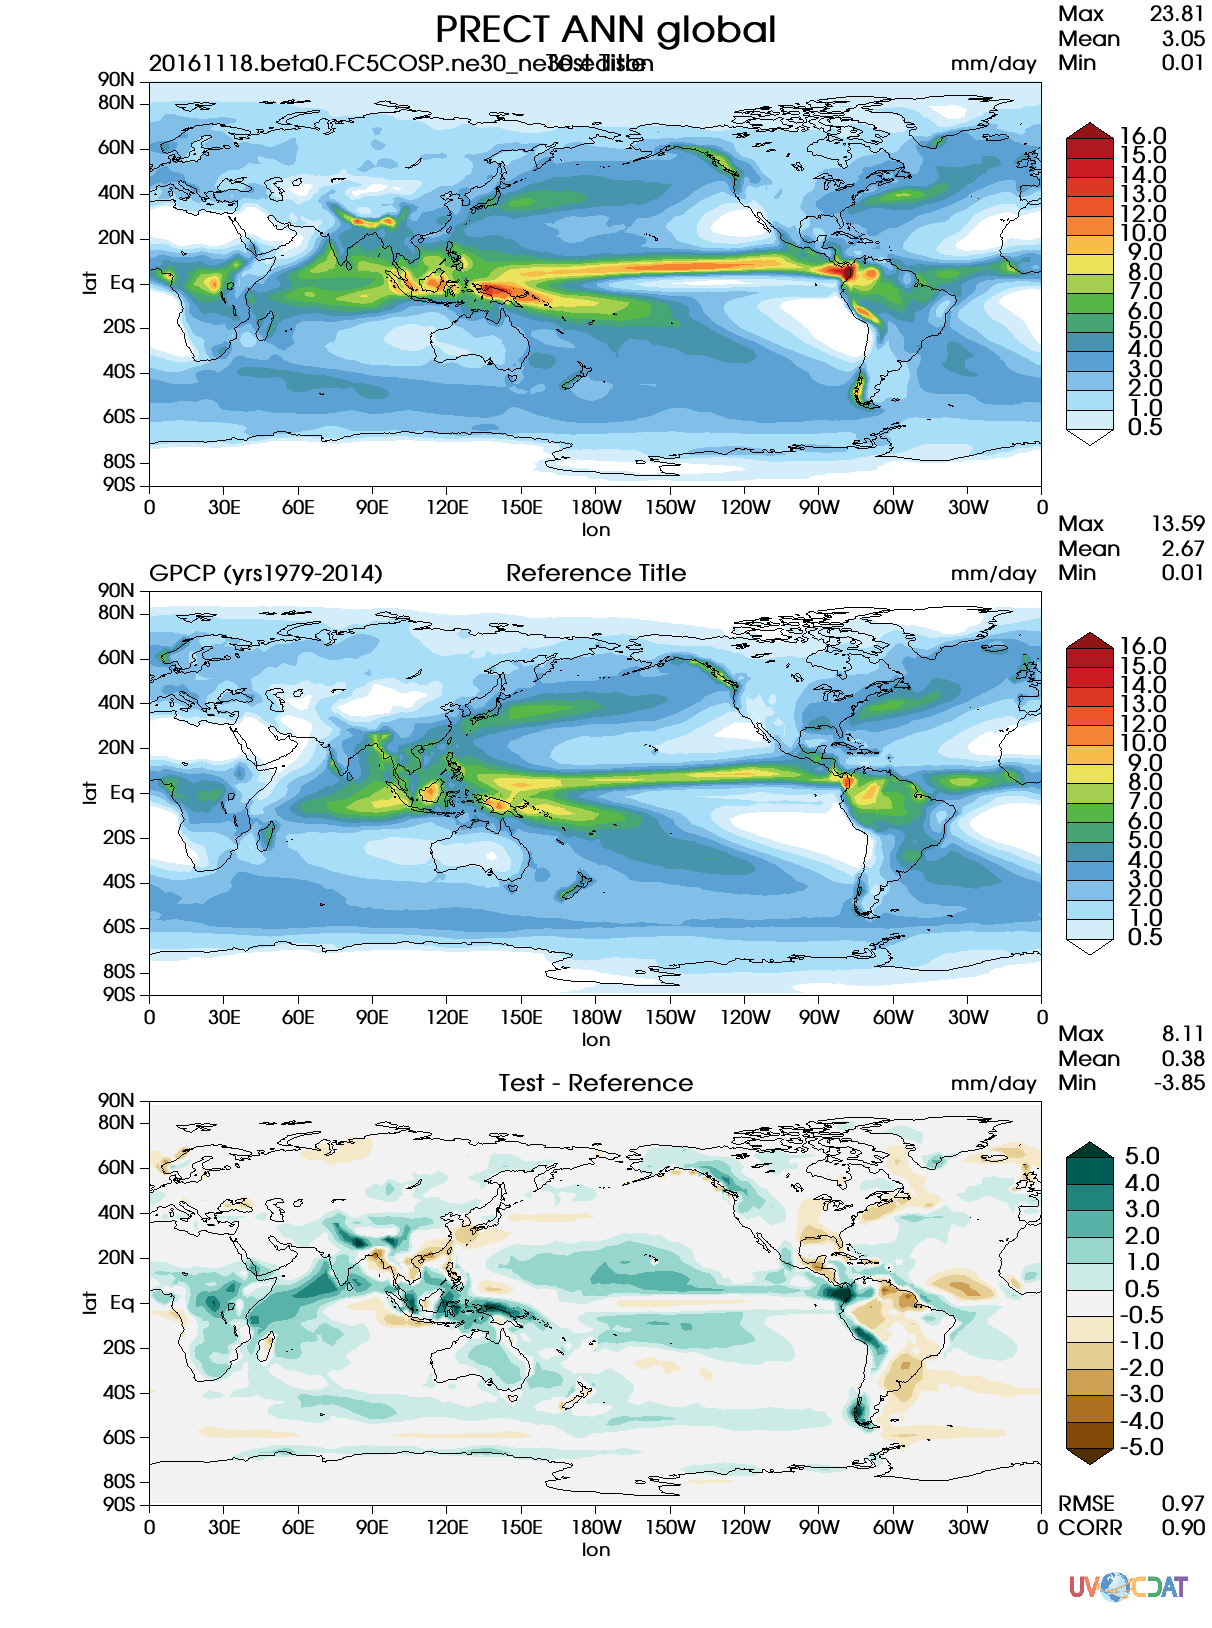 PRECT ANN global
Max 23.81
Mean 3.05
Min 0.01
20161118.beta0.FC5COSP.ne30_ne30.edison Test Title mm/day
90N
80N
60N
40N
20N
Eq
20S
40S
60S
80S
90S
lat
0 30E 60E 90E 120E 150E 180W 150W 120W 90W 60W 30W 0
lon
16.0
15.0
14.0
13.0
12.0
10.0
9.0
8.0
7.0
6.0
5.0
4.0
3.0
2.0
1.0
0.5
Max 13.59
Mean 2.67
Min 0.01
GPCP (yrs1979-2014) Reference Title mm/day
90N
80N
60N
40N
20N
Eq
20S
40S
60S
80S
90S
lat
0 30E 60E 90E 120E 150E 180W 150W 120W 90W 60W 30W 0
lon
16.0
15.0
14.0
13.0
12.0
10.0
9.0
8.0
7.0
6.0
5.0
4.0
3.0
2.0
1.0
0.5
Max 8.11
Mean 0.38
Min -3.85
Test - Reference mm/day
90N
80N
60N
40N
20N
Eq
20S
40S
60S
80S
90S
lat
0 30E 60E 90E 120E 150E 180W 150W 120W 90W 60W 30W 0
lon
5.0
4.0
3.0
2.0
1.0
0.5
-0.5
-1.0
-2.0
-3.0
-4.0
-5.0
RMSE 0.97
CORR 0.90
UV CDAT